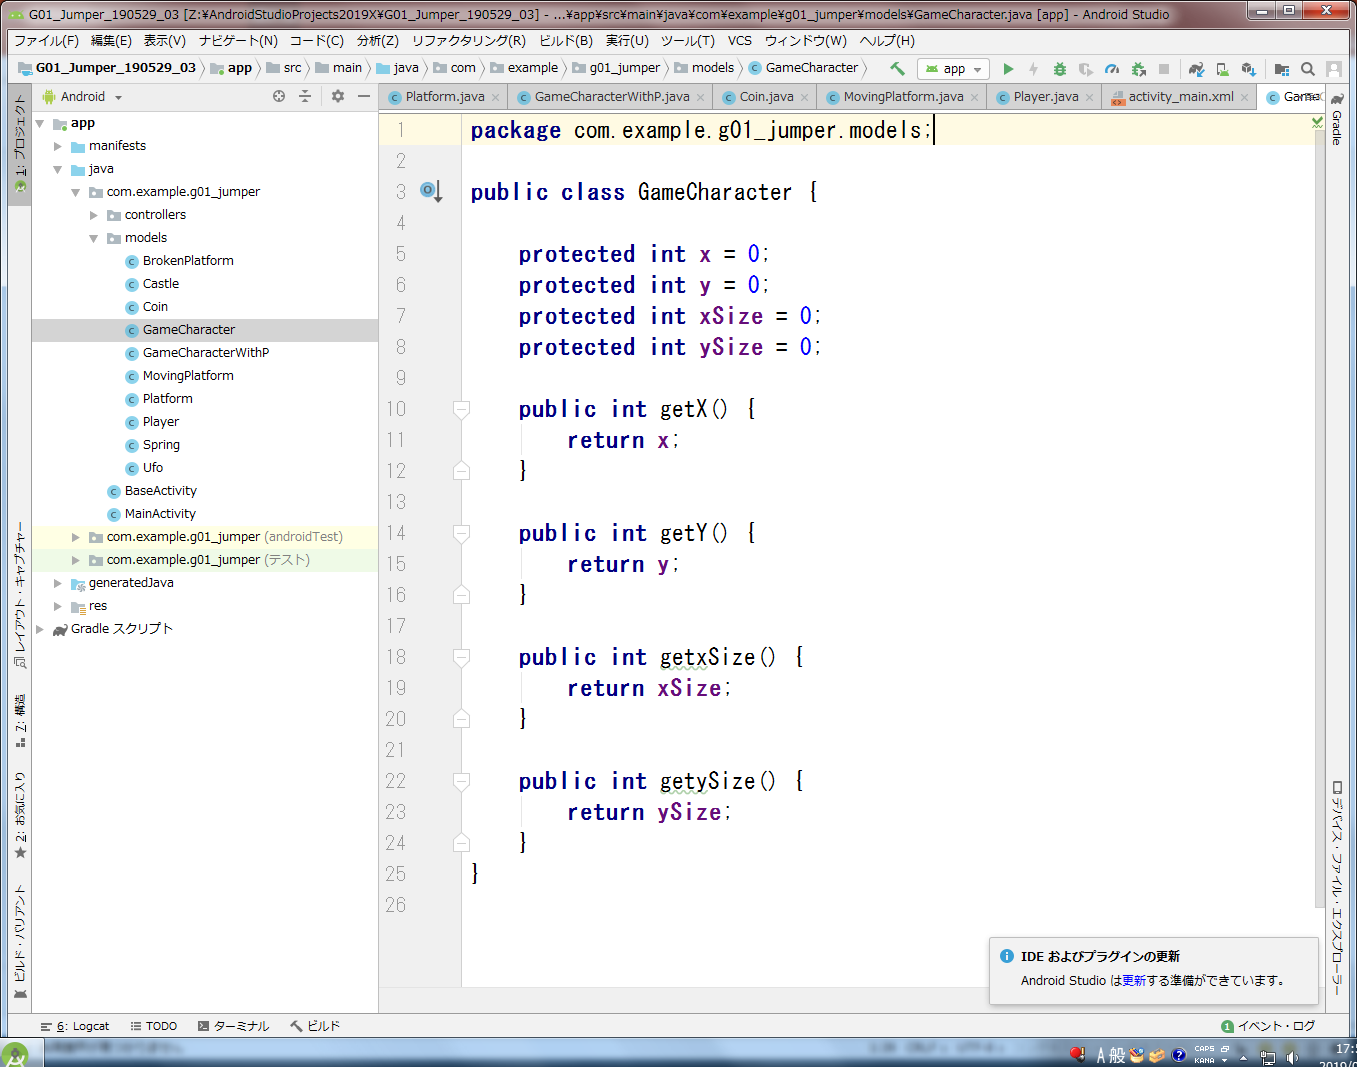 G01_Jumper_190529_03 [Z:¥AndroidStudioProjects2019X¥G01_Jumper_190529_03] - ...¥app¥src¥main¥java¥com¥example¥g01_jumper¥models¥GameCharacter.java [app] - Android Studio
ファイル(F) 編集(E) 表示(V) ナビゲート(N) コード(C) 分析(Z) リファクタリング(R) ビルド(B) 実行(U) ツール(T) VCS ウィンドウ(W) ヘルプ(H)
G01_Jumper_190529_03 app src main java com example g01_jumper models GameCharacter app
Android
Platform.java GameCharacterWithP.java Coin.java MovingPlatform.java Player.java activity_main.xml
1: プロジェクト
レイアウト・キャプチャー
Z: 構造
2: お気に入り
ビルド・バリアント
app
manifests
java
com.example.g01_jumper
controllers
models
BrokenPlatform
Castle
Coin
GameCharacter
GameCharacterWithP
MovingPlatform
Platform
Player
Spring
Ufo
BaseActivity
MainActivity
com.example.g01_jumper (androidTest)
com.example.g01_jumper (テスト)
generatedJava
res
Gradle スクリプト
1 package com.example.g01_jumper.models;
2
3 public class GameCharacter {
4
5 protected int x = 0;
6 protected int y = 0;
7 protected int xSize = 0;
8 protected int ySize = 0;
9
10 public int getX() {
11 return x;
12 }
13
14 public int getY() {
15 return y;
16 }
17
18 public int getxSize() {
19 return xSize;
20 }
21
22 public int getySize() {
23 return ySize;
24 }
25 }
26
Gradle
デバイス・ファイル・エクスプローラー
IDE およびプラグインの更新
Android Studio は更新する準備ができています。
6: Logcat TODO ターミナル ビルド
1 イベント・ログ
A 般 CAPS KANA